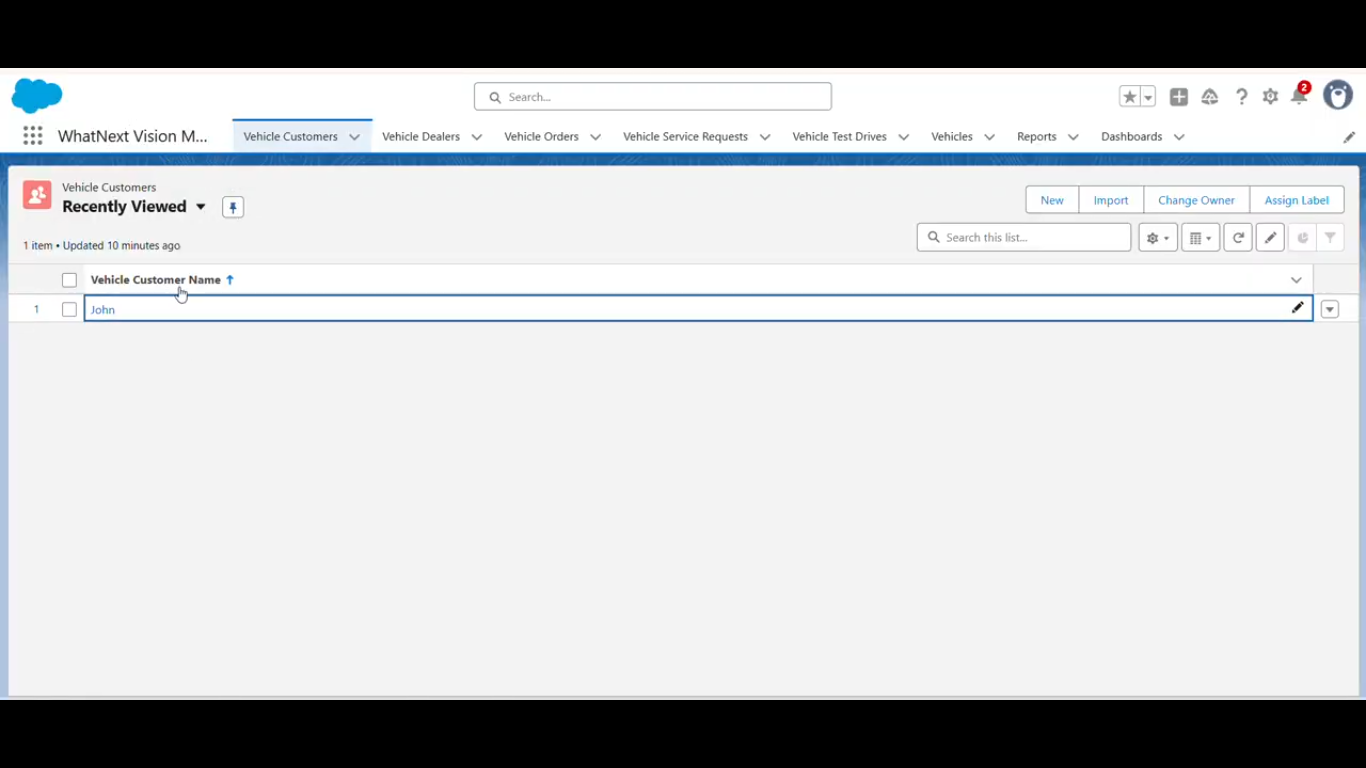 Search...
2
WhatNext Vision M...
Vehicle Customers
Vehicle Dealers
Vehicle Orders
Vehicle Service Requests
Vehicle Test Drives
Vehicles
Reports
Dashboards
Vehicle Customers
Recently Viewed
New
Import
Change Owner
Assign Label
1 item • Updated 10 minutes ago
Search this list...
Vehicle Customer Name
1
John